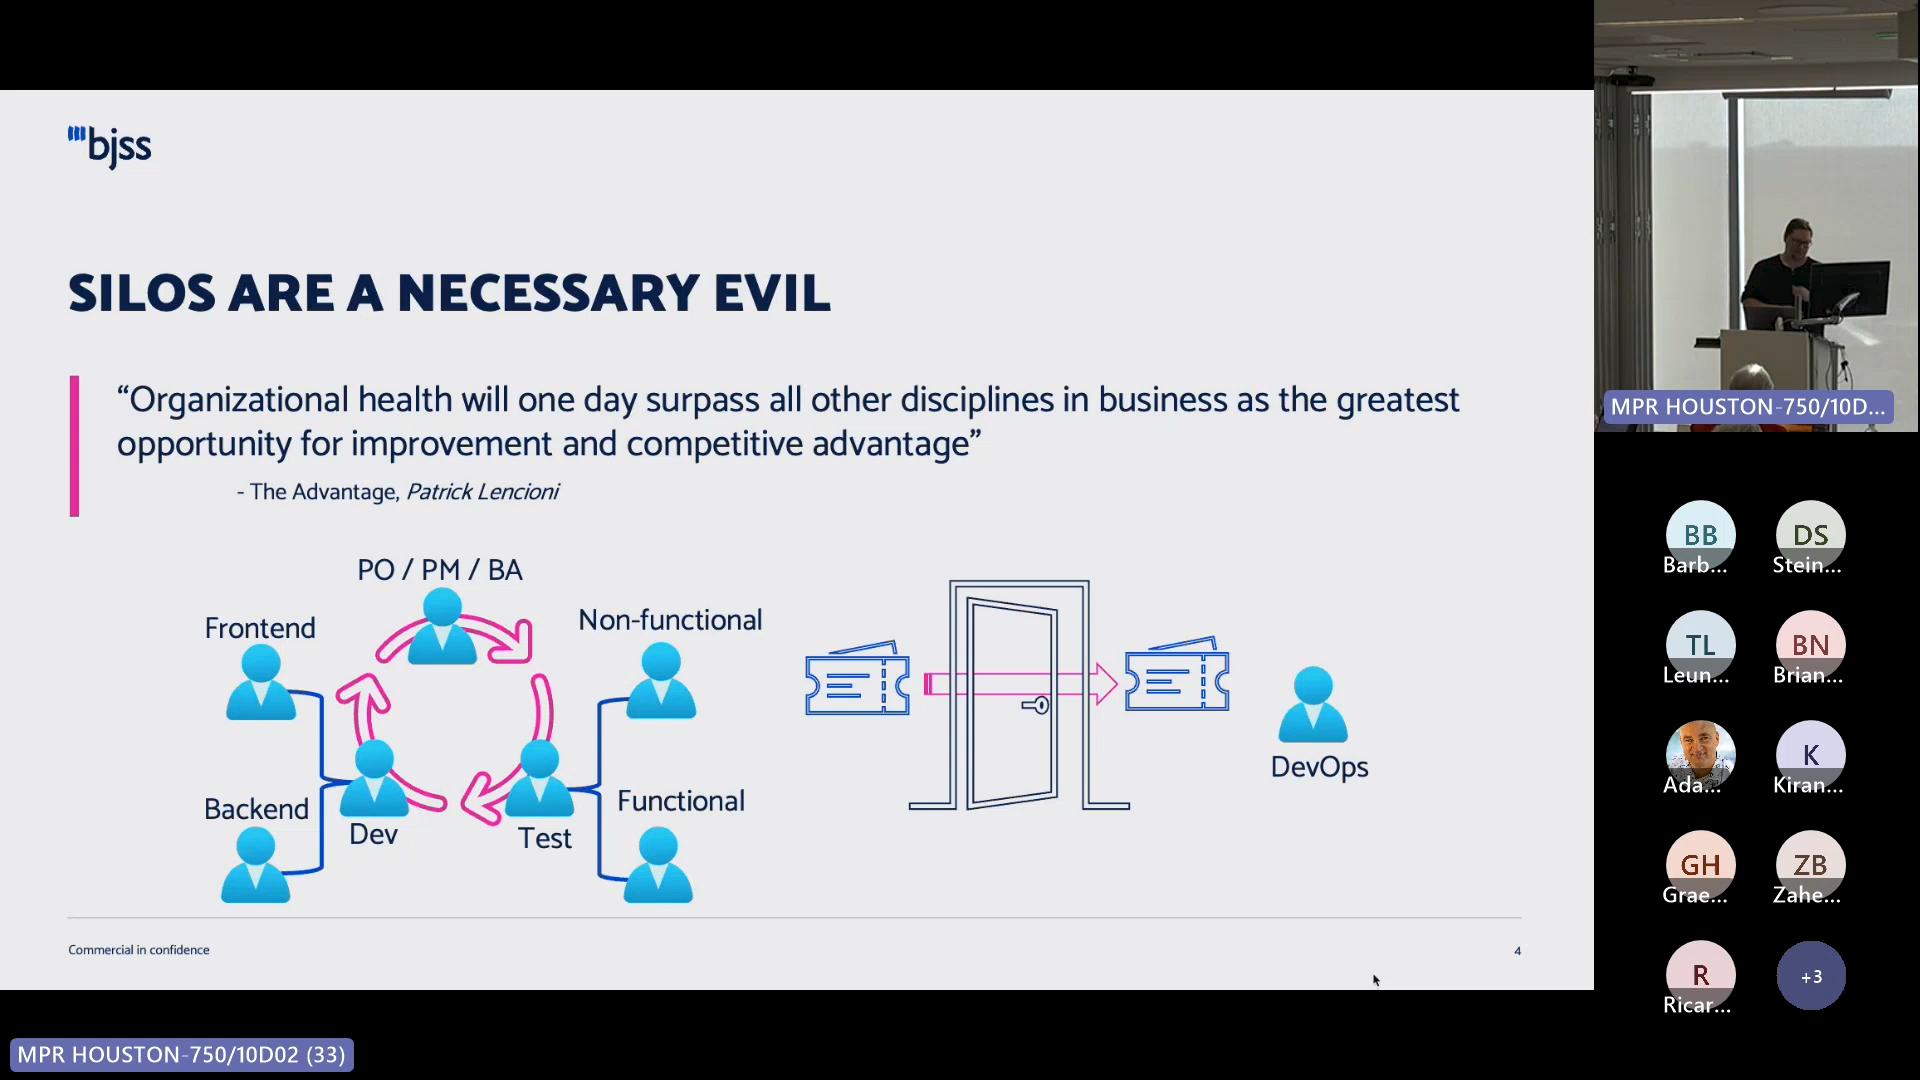 bjss
SILOS ARE A NECESSARY EVIL
“Organizational health will one day surpass all other disciplines in business as the greatest
opportunity for improvement and competitive advantage”
- The Advantage, Patrick Lencioni
PO / PM / BA
Frontend
Non-functional
Backend
Dev
Test
Functional
DevOps
Commercial in confidence
4
MPR HOUSTON-750/10D02 (33)
MPR HOUSTON-750/10D...
BB
Barb...
DS
Stein...
TL
Leun...
BN
Brian...
Ada...
K
Kiran...
GH
Grae...
ZB
Zahe...
R
Ricar...
+3